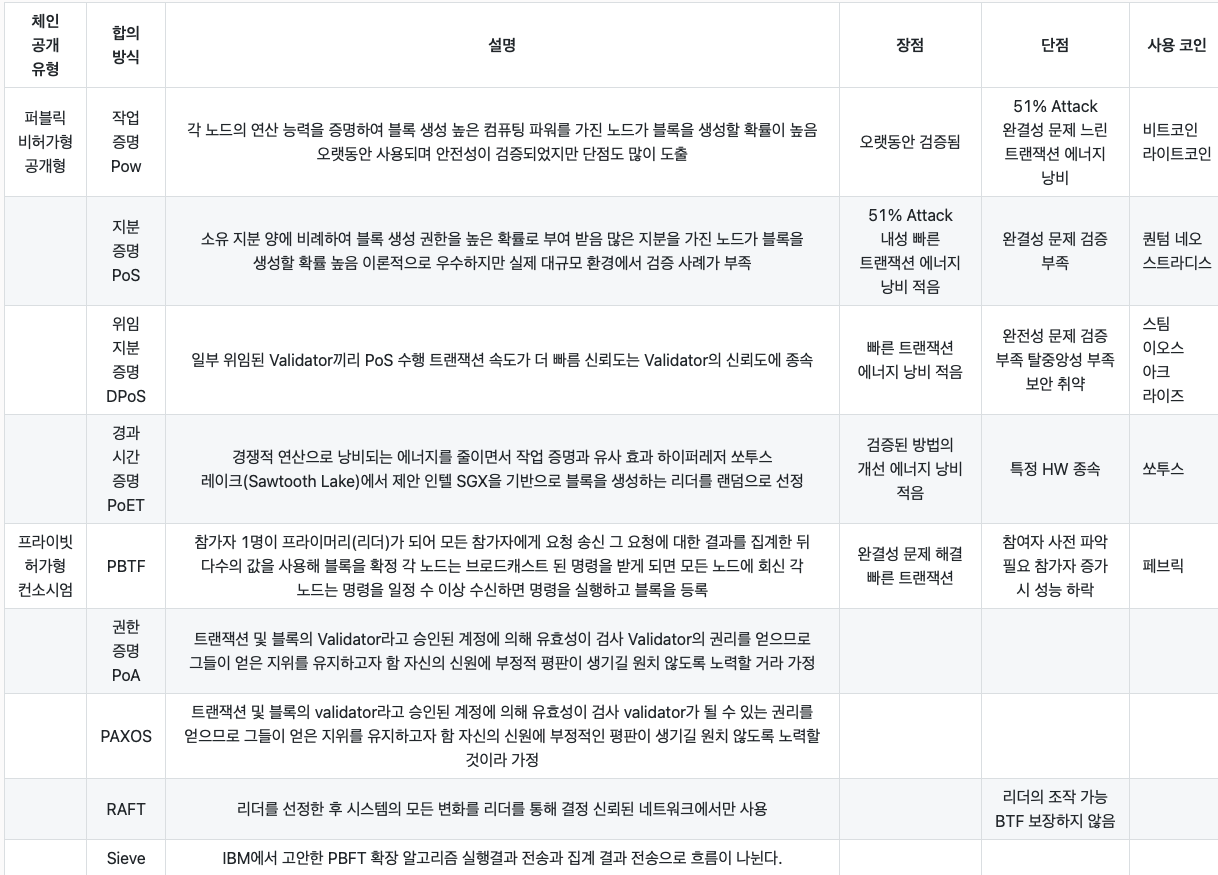 체인
공개
유형
합의
방식
설명
장점
단점
사용 코인
퍼블릭
비허가형
공개형
작업
증명
Pow
각 노드의 연산 능력을 증명하여 블록 생성 높은 컴퓨팅 파워를 가진 노드가 블록을 생성할 확률이 높음
오랫동안 사용되며 안전성이 검증되었지만 단점도 많이 도출
오랫동안 검증됨
51% Attack
완결성 문제 느린
트랜잭션 에너지
낭비
비트코인
라이트코인
지분
증명
PoS
소유 지분 양에 비례하여 블록 생성 권한을 높은 확률로 부여 받음 많은 지분을 가진 노드가 블록을
생성할 확률 높음 이론적으로 우수하지만 실제 대규모 환경에서 검증 사례가 부족
51% Attack
내성 빠른
트랜잭션 에너지
낭비 적음
완결성 문제 검증
부족
퀀텀 네오
스트라디스
위임
지분
증명
DPoS
일부 위임된 Validator끼리 PoS 수행 트랜잭션 속도가 더 빠름 신뢰도는 Validator의 신뢰도에 종속
빠른 트랜잭션
에너지 낭비 적음
완전성 문제 검증
부족 탈중앙성 부족
보안 취약
스팀
이오스
아크
라이즈
경과
시간
증명
PoET
경쟁적 연산으로 낭비되는 에너지를 줄이면서 작업 증명과 유사 효과 하이퍼레저 쏘투스
레이크(Sawtooth Lake)에서 제안 인텔 SGX을 기반으로 블록을 생성하는 리더를 랜덤으로 선정
검증된 방법의
개선 에너지 낭비
적음
특정 HW 종속
쏘투스
프라이빗
허가형
컨소시엄
PBTF
참가자 1명이 프라이머리(리더)가 되어 모든 참가자에게 요청 송신 그 요청에 대한 결과를 집계한 뒤
다수의 값을 사용해 블록을 확정 각 노드는 브로드캐스트 된 명령을 받게 되면 모든 노드에 회신 각
노드는 명령을 일정 수 이상 수신하면 명령을 실행하고 블록을 등록
완결성 문제 해결
빠른 트랜잭션
참여자 사전 파악
필요 참가자 증가
시 성능 하락
페브릭
권한
증명
PoA
트랜잭션 및 블록의 Validator라고 승인된 계정에 의해 유효성이 검사 Validator의 권리를 얻으므로
그들이 얻은 지위를 유지하고자 함 자신의 신원에 부정적 평판이 생기길 원치 않도록 노력할 거라 가정
PAXOS
트랜잭션 및 블록의 validator라고 승인된 계정에 의해 유효성이 검사 validator가 될 수 있는 권리를
얻으므로 그들이 얻은 지위를 유지하고자 함 자신의 신원에 부정적인 평판이 생기길 원치 않도록 노력할
것이라 가정
RAFT
리더를 선정한 후 시스템의 모든 변화를 리더를 통해 결정 신뢰된 네트워크에서만 사용
리더의 조작 가능
BTF 보장하지 않음
Sieve
IBM에서 고안한 PBFT 확장 알고리즘 실행결과 전송과 집계 결과 전송으로 흐름이 나뉜다.